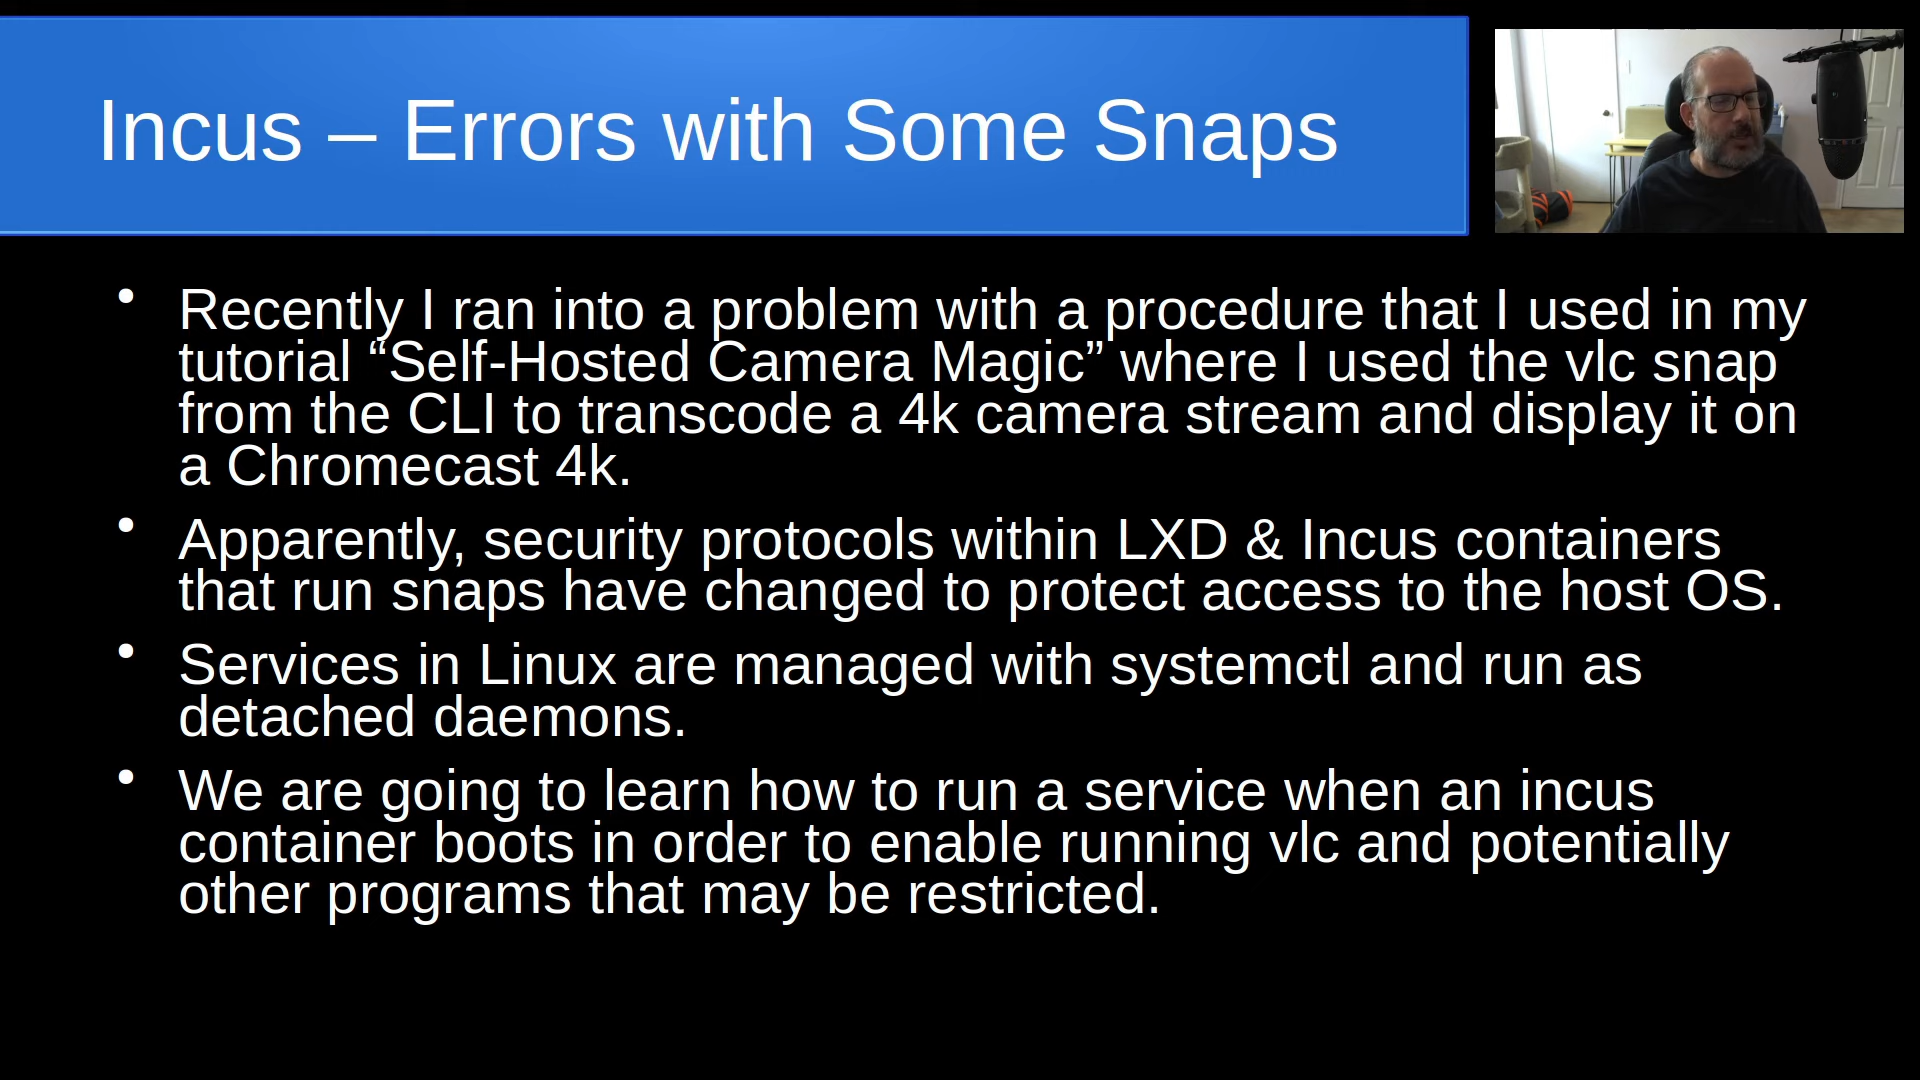 Incus – Errors with Some Snaps
• Recently I ran into a problem with a procedure that I used in my
tutorial “Self-Hosted Camera Magic” where I used the vlc snap
from the CLI to transcode a 4k camera stream and display it on
a Chromecast 4k.
• Apparently, security protocols within LXD & Incus containers
that run snaps have changed to protect access to the host OS.
• Services in Linux are managed with systemctl and run as
detached daemons.
• We are going to learn how to run a service when an incus
container boots in order to enable running vlc and potentially
other programs that may be restricted.